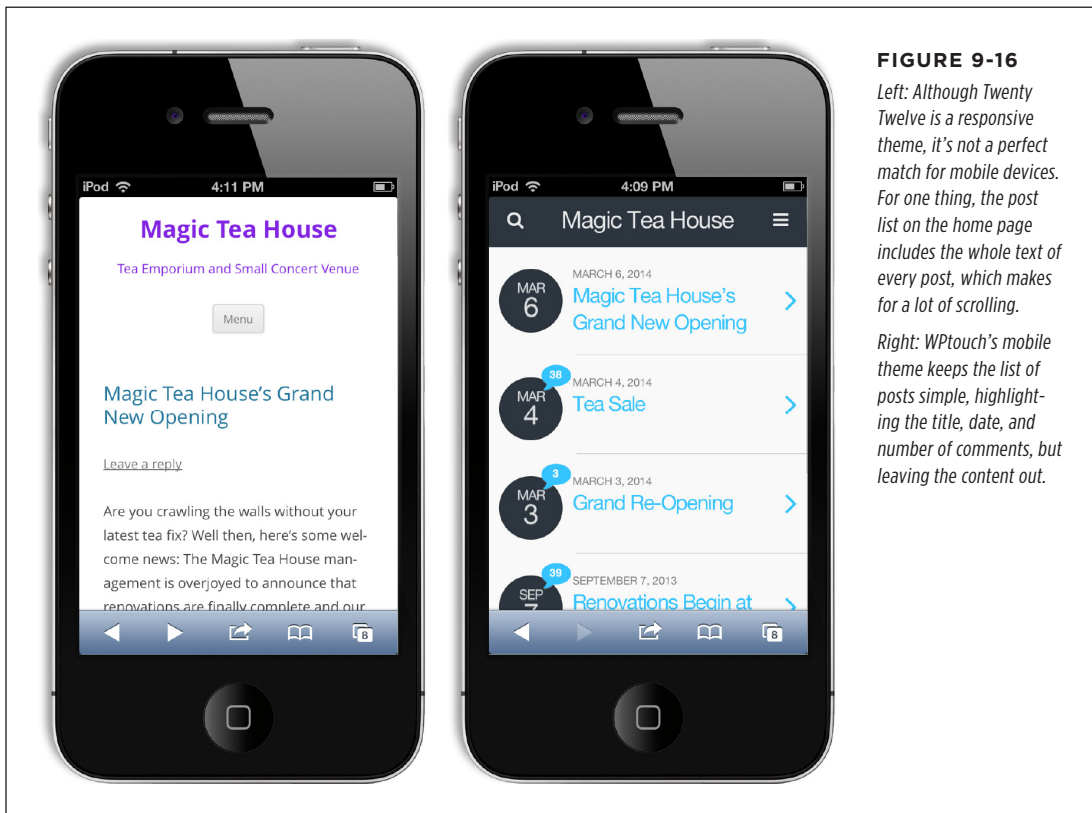 iPod 4:11 PM
Magic Tea House
Tea Emporium and Small Concert Venue
Menu
Magic Tea House's Grand
New Opening
Leave a reply
Are you crawling the walls without your
latest tea fix? Well then, here's some wel-
come news: The Magic Tea House man-
agement is overjoyed to announce that
renovations are finally complete and our
8
iPod 4:09 PM
Magic Tea House
MAR
6
MARCH 6, 2014
Magic Tea House's
Grand New Opening
38
MAR
4
MARCH 4, 2014
Tea Sale
3
MAR
3
MARCH 3, 2014
Grand Re-Opening
39
SEP
7
SEPTEMBER 7, 2013
Renovations Begin at
8
FIGURE 9-16
Left: Although Twenty
Twelve is a responsive
theme, it's not a perfect
match for mobile devices.
For one thing, the post
list on the home page
includes the whole text of
every post, which makes
for a lot of scrolling.
Right: WPtouch's mobile
theme keeps the list of
posts simple, highlight-
ing the title, date, and
number of comments, but
leaving the content out.